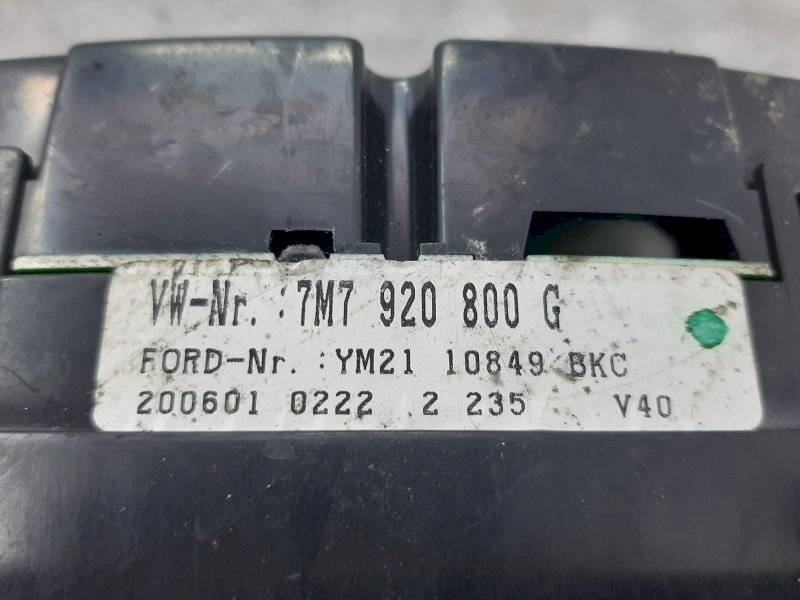 VW-Nr. :7M7 920 800 G
FORD-Nr. :YM21 10849 BKC
200601 0222 2 235 V40